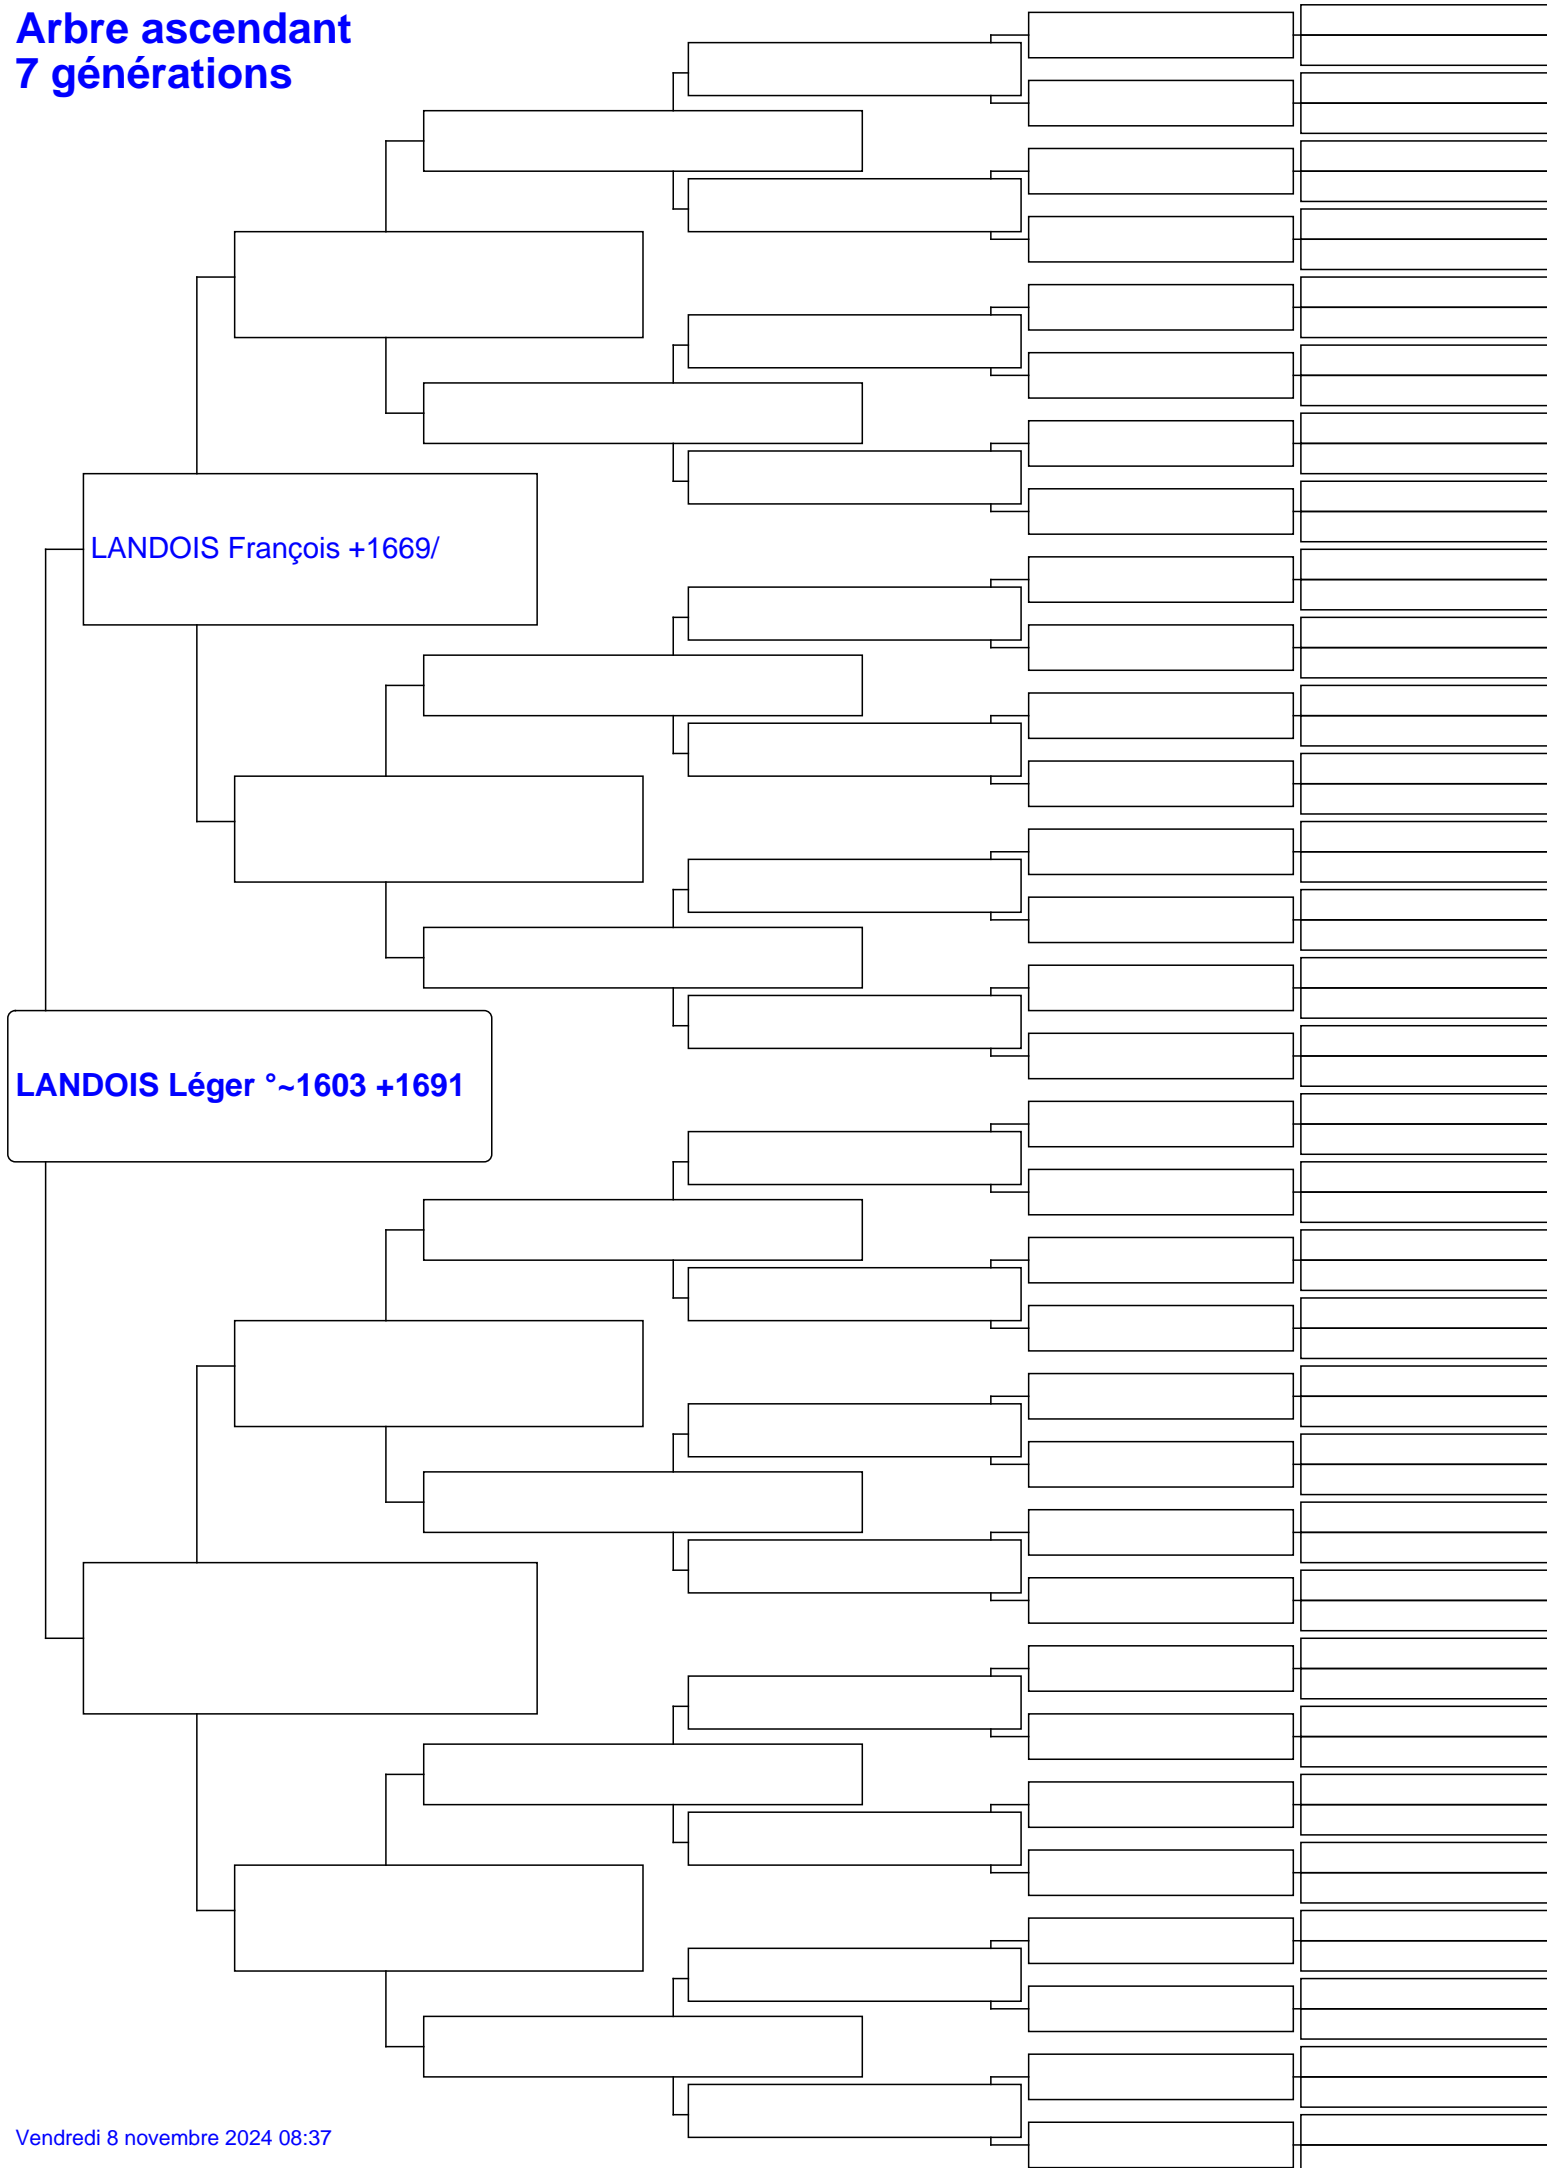 Arbre ascendant
7 générations
LANDOIS François +1669/
LANDOIS Léger °~1603 +1691
Vendredi 8 novembre 2024 08:37